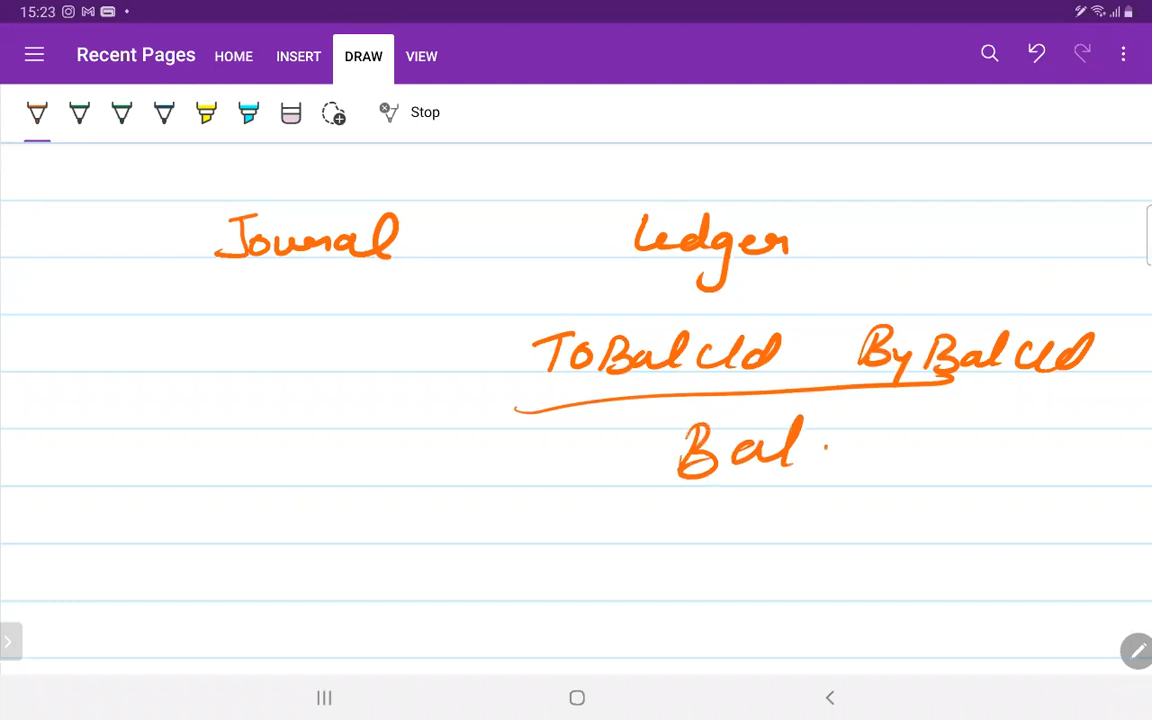 15:23
Recent Pages HOME INSERT DRAW VIEW
Stop
Journal Ledger
To Bal c/d By Bal c/d
Bal.